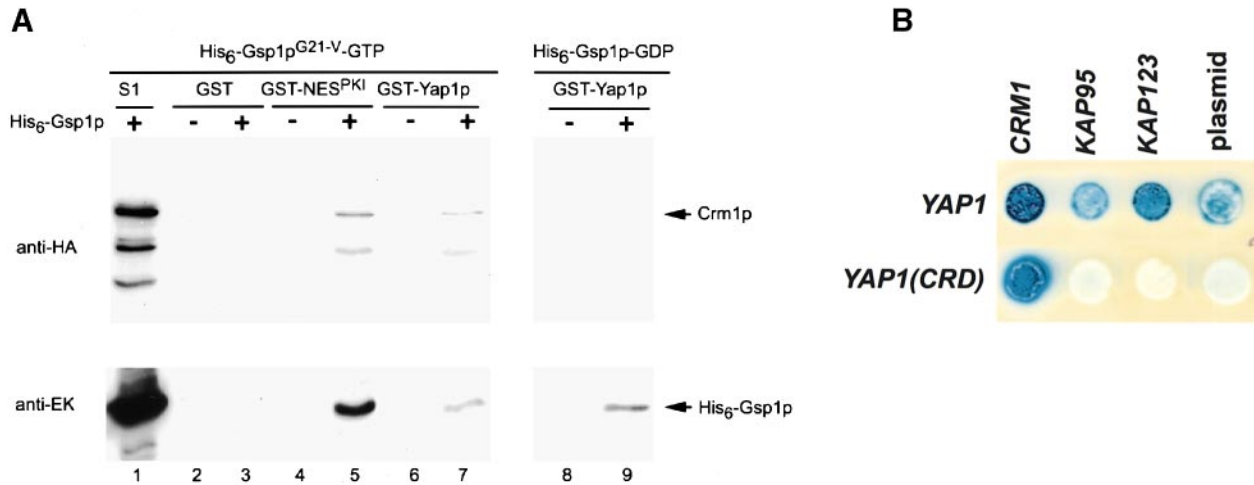 A
His6-Gsp1pG21-V-GTP
His6-Gsp1p-GDP
S1 GST GST-NESPKI GST-Yap1p
GST-Yap1p
His6-Gsp1p + - + - + - + - +
anti-HA
Crm1p
anti-EK
His6-Gsp1p
1 2 3 4 5 6 7 8 9
B
CRM1 KAP95 KAP123 plasmid
YAP1
YAP1(CRD)